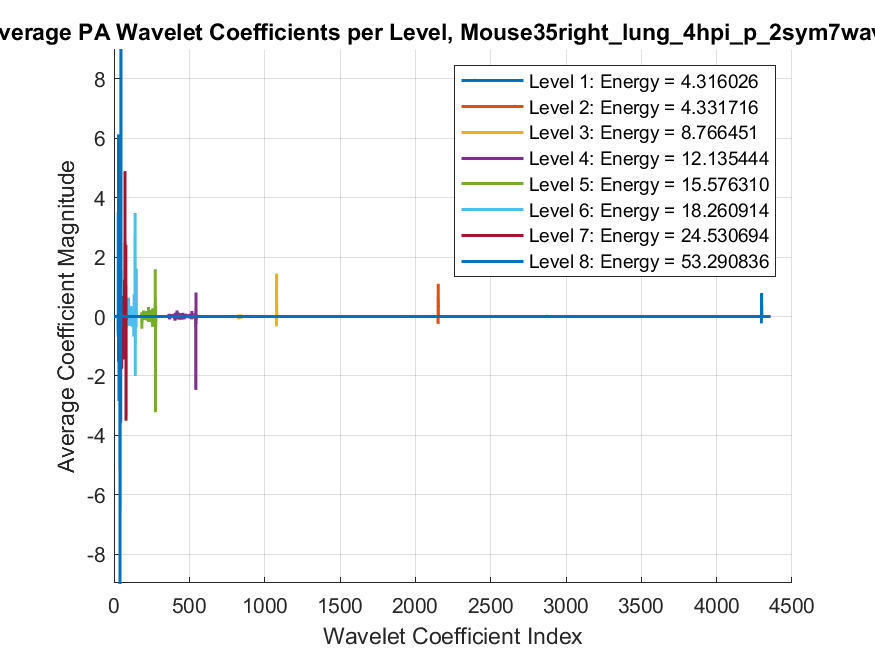 verage PA Wavelet Coefficients per Level, Mouse35right_lung_4hpi_p_2sym7wav
8
6
4
2
0
-2
-4
-6
-8
Average Coefficient Magnitude
Level 1: Energy = 4.316026
Level 2: Energy = 4.331716
Level 3: Energy = 8.766451
Level 4: Energy = 12.135444
Level 5: Energy = 15.576310
Level 6: Energy = 18.260914
Level 7: Energy = 24.530694
Level 8: Energy = 53.290836
0 500 1000 1500 2000 2500 3000 3500 4000 4500
Wavelet Coefficient Index